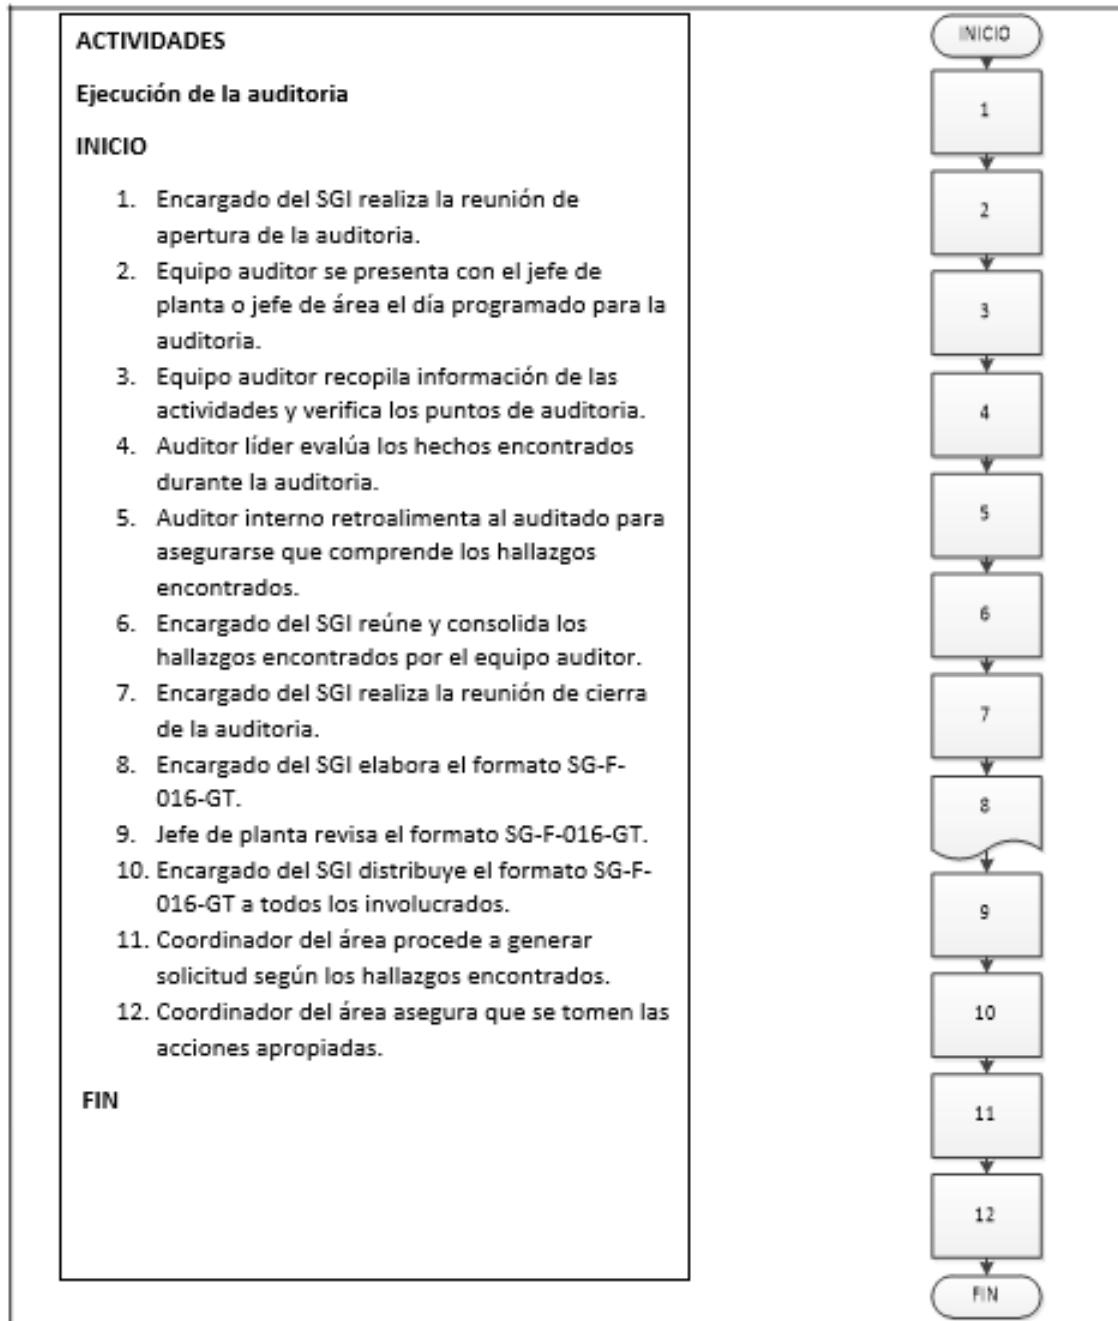 ACTIVIDADES
Ejecución de la auditoria
INICIO
1. Encargado del SGI realiza la reunión de
apertura de la auditoria.
2. Equipo auditor se presenta con el jefe de
planta o jefe de área el día programado para la
auditoria.
3. Equipo auditor recopila información de las
actividades y verifica los puntos de auditoria.
4. Auditor líder evalúa los hechos encontrados
durante la auditoria.
5. Auditor interno retroalimenta al auditado para
asegurarse que comprende los hallazgos
encontrados.
6. Encargado del SGI reúne y consolida los
hallazgos encontrados por el equipo auditor.
7. Encargado del SGI realiza la reunión de cierra
de la auditoria.
8. Encargado del SGI elabora el formato SG-F-
016-GT.
9. Jefe de planta revisa el formato SG-F-016-GT.
10. Encargado del SGI distribuye el formato SG-F-
016-GT a todos los involucrados.
11. Coordinador del área procede a generar
solicitud según los hallazgos encontrados.
12. Coordinador del área asegura que se tomen las
acciones apropiadas.
FIN
INICIO
1
2
3
4
5
6
7
8
9
10
11
12
FIN